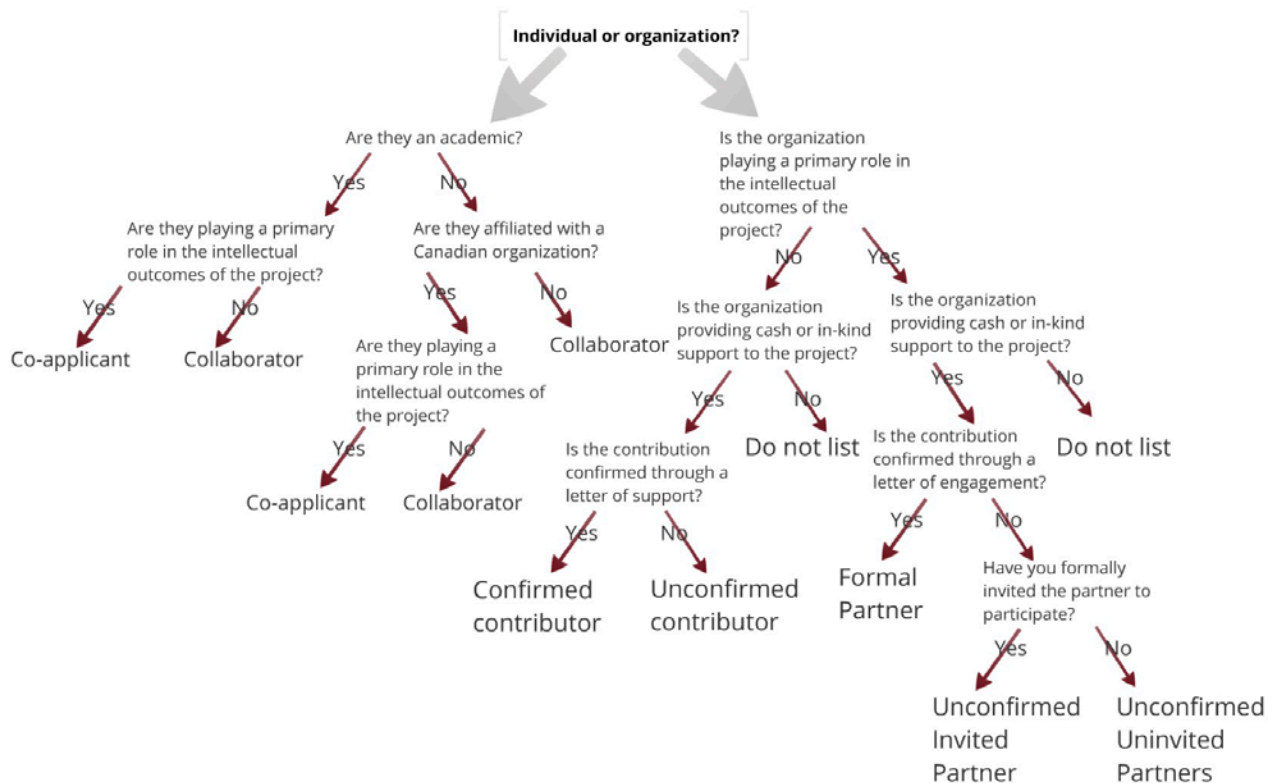 Individual or organization?
Are they an academic?
Is the organization
playing a primary role in
the intellectual
outcomes of the
project?
Yes
No
Are they playing a primary
role in the intellectual
outcomes of the project?
Are they affiliated with a
Canadian organization?
No
Yes
Yes
No
Yes
No
Is the organization
providing cash or in-kind
support to the project?
Is the organization
providing cash or in-kind
support to the project?
Co-applicant
Collaborator
Are they playing a
primary role in the
intellectual outcomes of
the project?
Collaborator
Yes
No
Yes
No
Yes
No
Is the contribution
confirmed through a
letter of support?
Do not list
Is the contribution
confirmed through a
letter of engagement?
Do not list
Co-applicant
Collaborator
Yes
No
Yes
No
Confirmed
contributor
Unconfirmed
contributor
Formal
Partner
Have you formally
invited the partner to
participate?
Yes
No
Unconfirmed
Invited
Partner
Unconfirmed
Uninvited
Partners